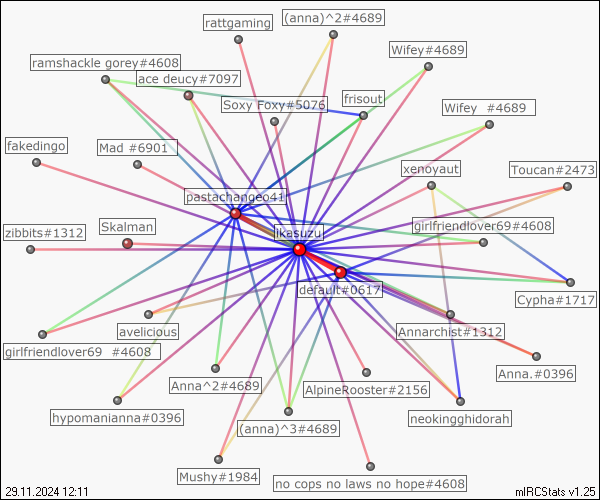 rattgaming
(anna)^2#4689
Wifey#4689
ramshackle gorey#4608
ace deucy#7097
Soxy Foxy#5076
frisout
Wifey #4689
fakedingo
Mad #6901
xenoyaut
Toucan#2473
pastachangeo41
zibbits#1312
Skalman
jkasuzu
girlfriendlover69#4608
default#0617
Cypha#1717
avelicious
Annarchist#1312
girlfriendlover69 #4608
Anna^2#4689
AlpineRooster#2156
Anna.#0396
hypomanianna#0396
(anna)^3#4689
neokingghidorah
Mushy#1984
no cops no laws no hope#4608
29.11.2024 12:11
mIRCStats v1.25